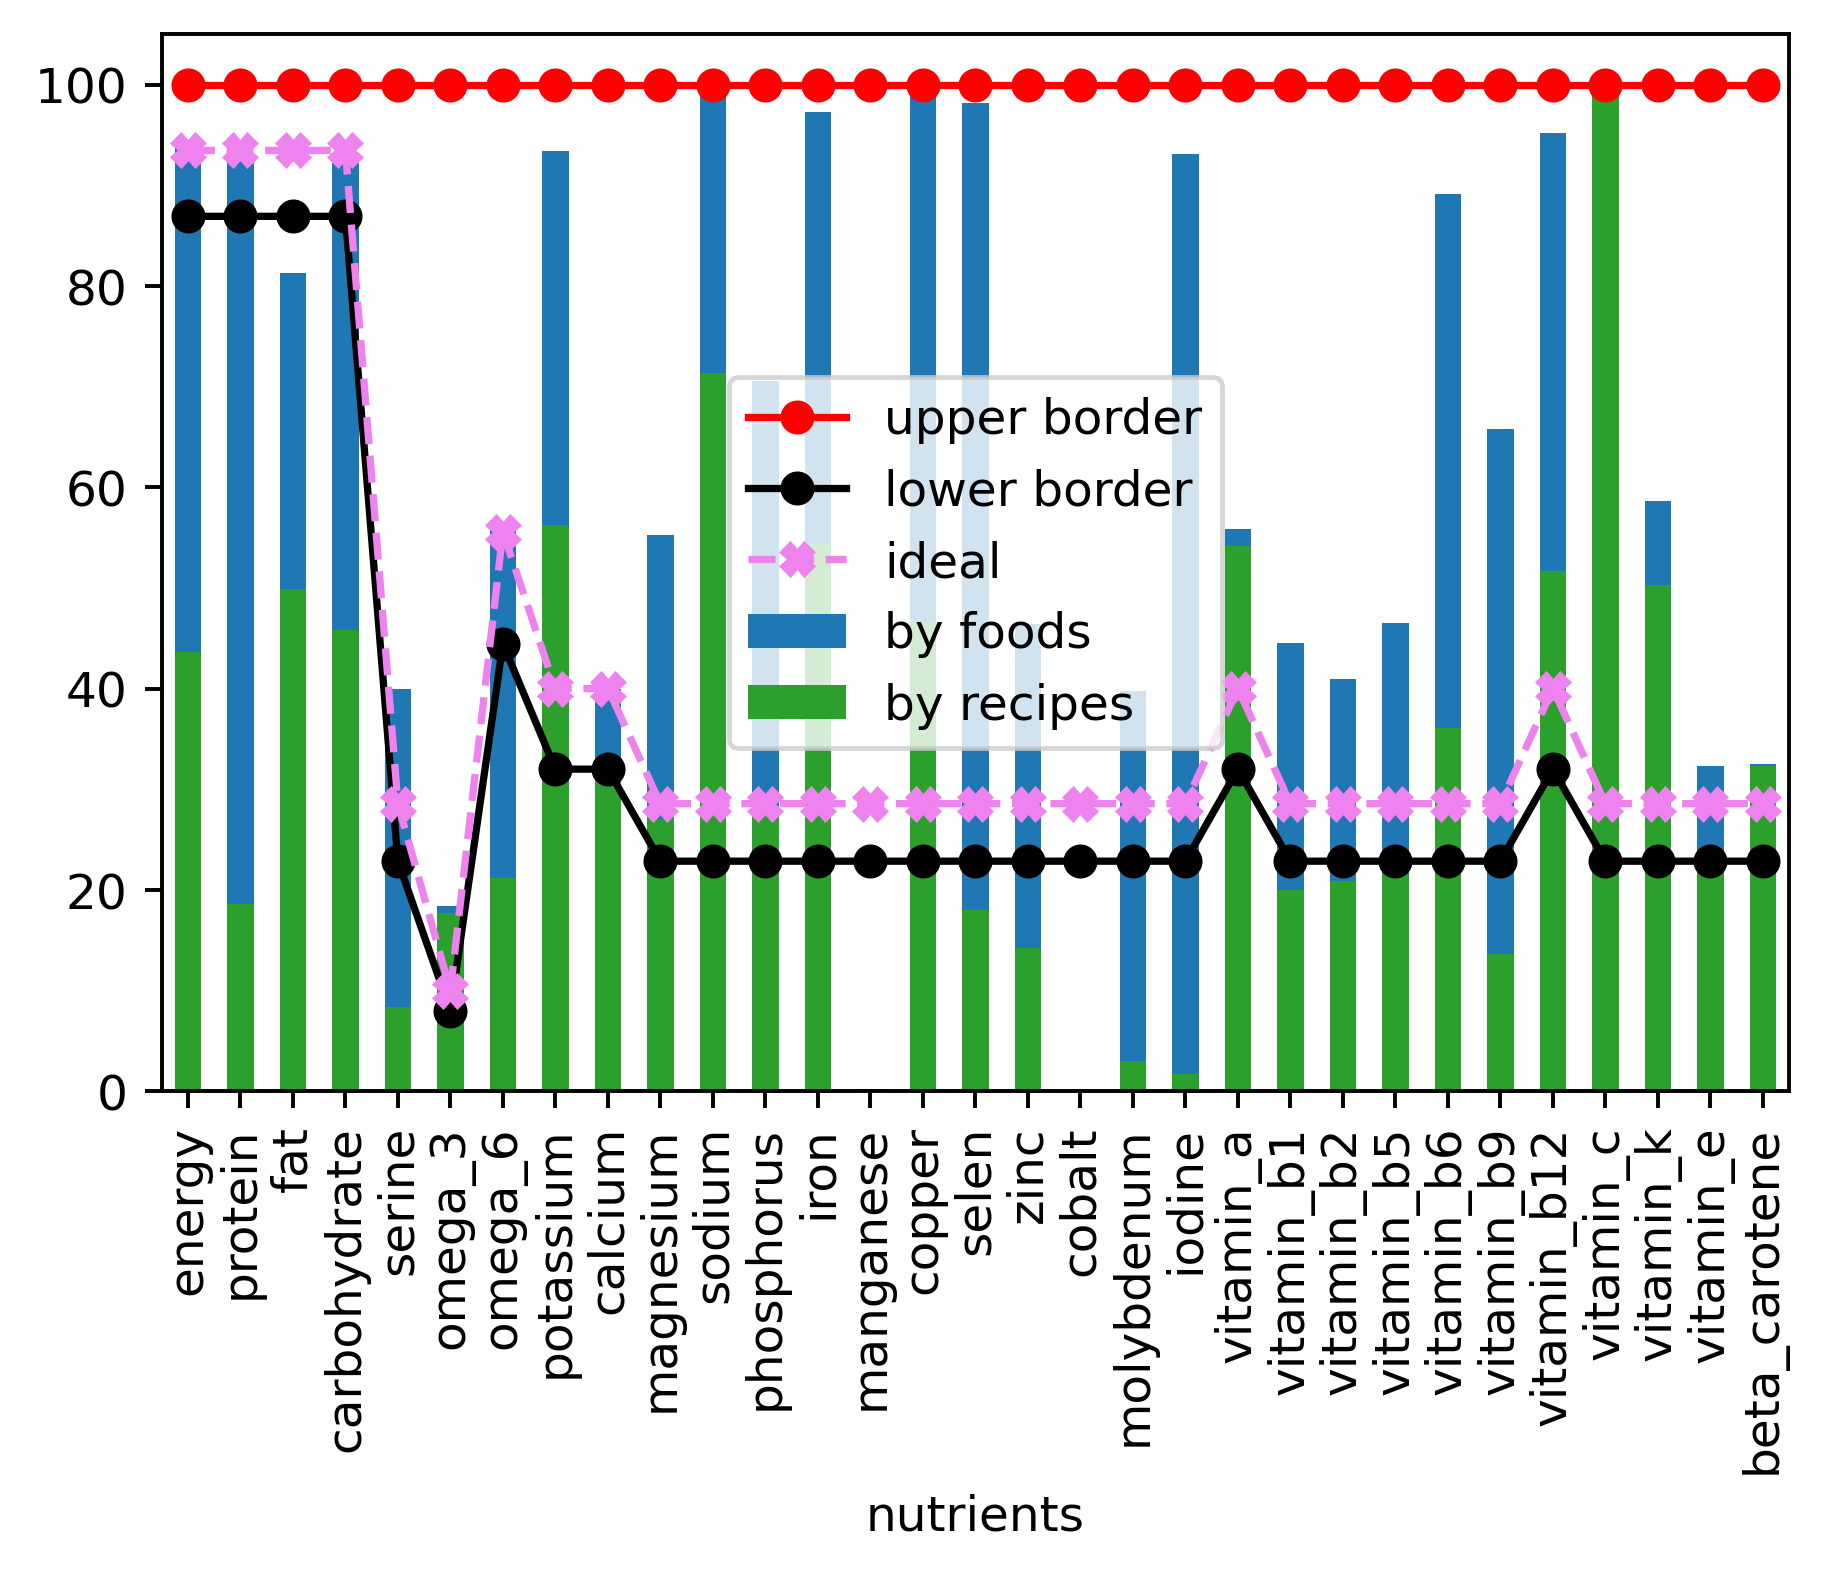 100
80
60
40
20
0
upper border
lower border
ideal
by foods
by recipes
energy
protein
fat
carbohydrate
serine
omega_3
omega_6
potassium
calcium
magnesium
sodium
phosphorus
iron
manganese
copper
selen
zinc
cobalt
molybdenum
iodine
vitamin_a
vitamin_b1
vitamin_b2
vitamin_b5
vitamin_b6
vitamin_b9
vitamin_b12
vitamin_c
vitamin_k
vitamin_e
beta_carotene
nutrients